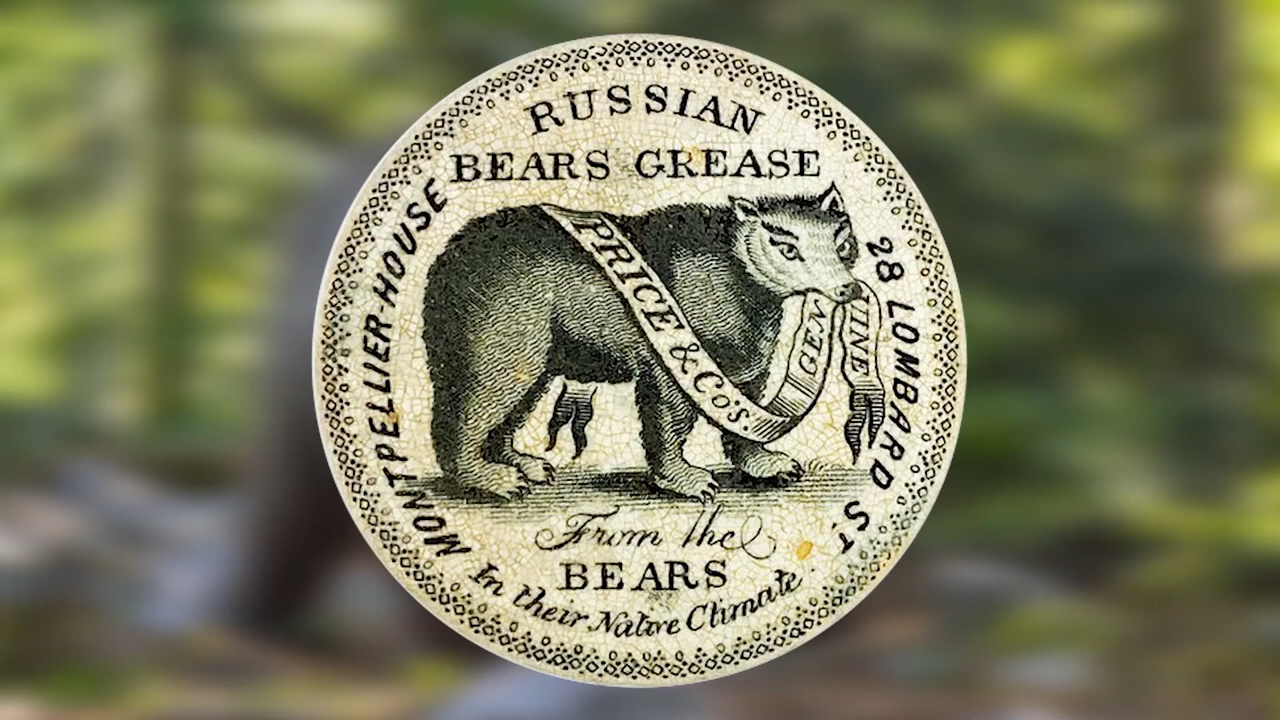 RUSSIAN
BEARS GREASE
MONTPELLIER HOUSE
28 LOMBARD ST.
PRICE & Co's.
GENUINE
From the
BEARS
In their Native Climate.